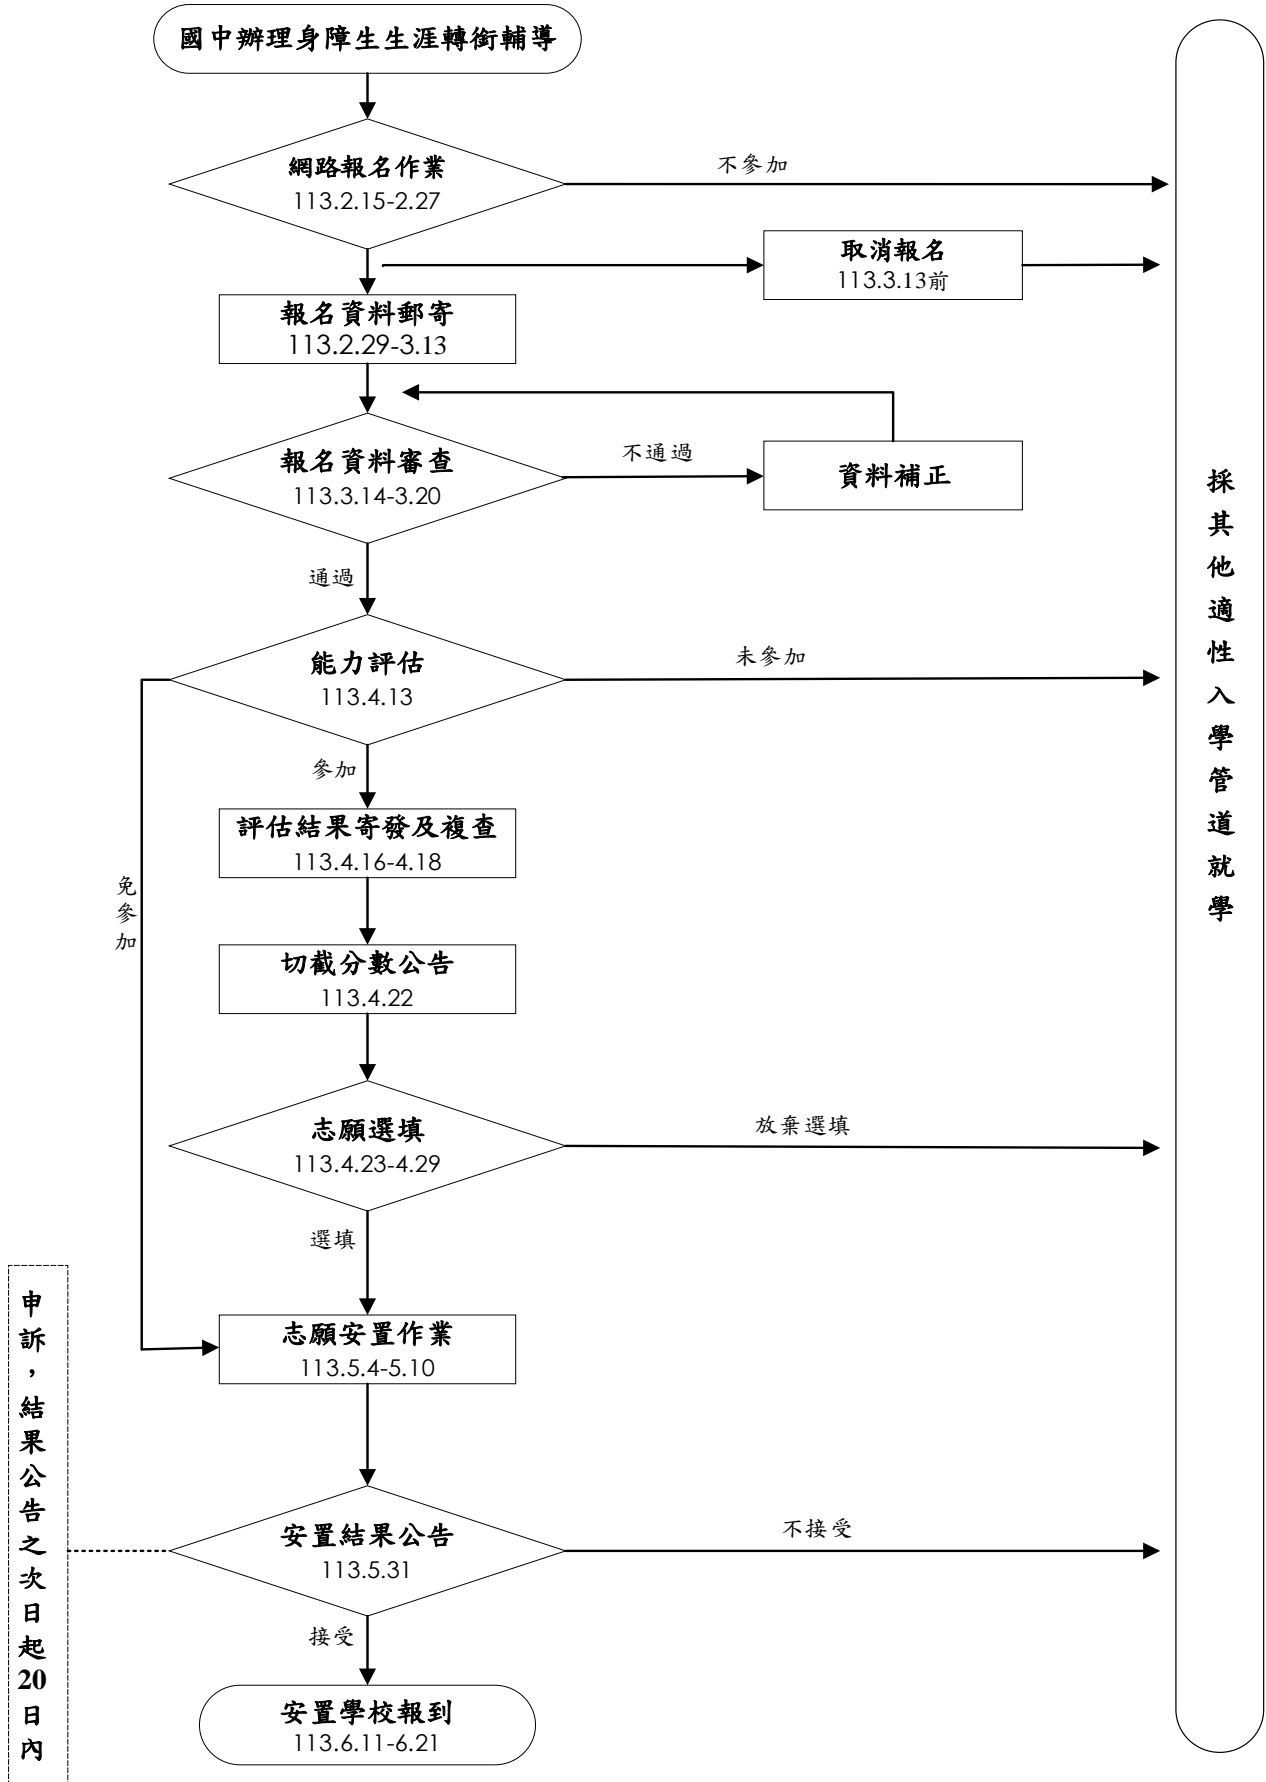 國中辦理身障生生涯轉銜輔導
網路報名作業
113.2.15-2.27
不參加
取消報名
113.3.13前
報名資料郵寄
113.2.29-3.13
報名資料審查
113.3.14-3.20
不通過
資料補正
通過
能力評估
113.4.13
未參加
參加
免參加
評估結果寄發及複查
113.4.16-4.18
切截分數公告
113.4.22
志願選填
113.4.23-4.29
放棄選填
選填
志願安置作業
113.5.4-5.10
安置結果公告
113.5.31
不接受
接受
安置學校報到
113.6.11-6.21
申訴，結果公告之次日起20日內
採其他適性入學管道就學